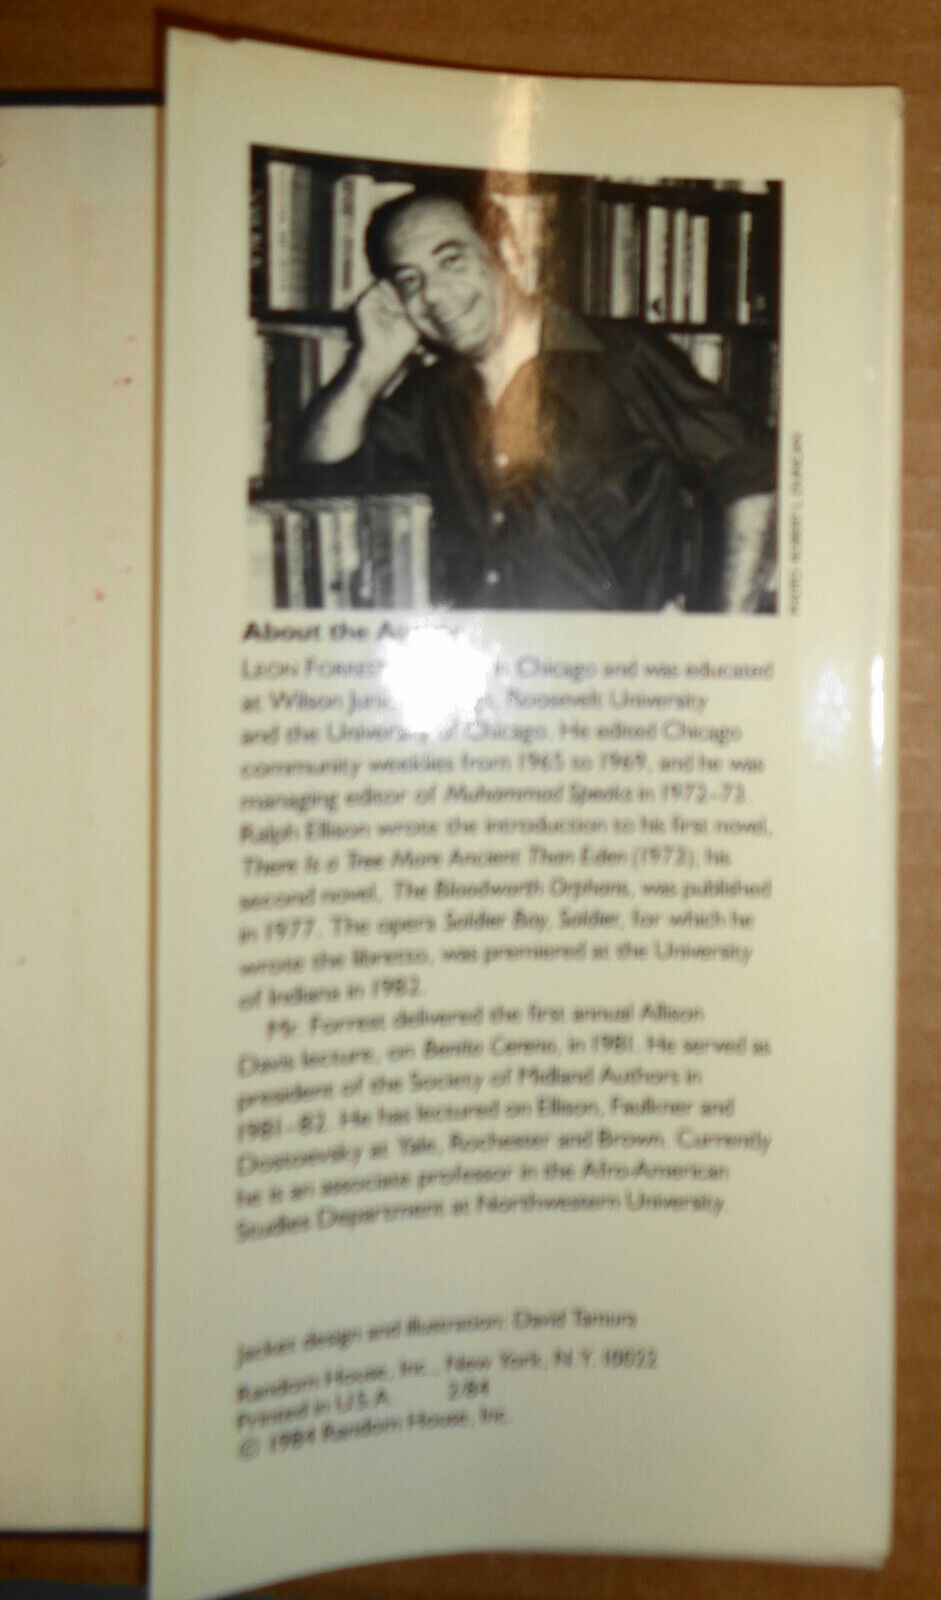 PHOTO: ROBERT L. DUNCAN
About the
LEON FORREST in Chicago and was educated
at Wilson Roosevelt University
and the University of Chicago. He edited Chicago
community weeklies from 1965 to 1969, and he was
managing editor of Muhammad Speaks in 1972–73.
Ralph Ellison wrote the introduction to his first novel,
There Is a Tree More Ancient Than Eden (1973); his
second novel, The Bloodworth Orphans, was published
in 1977. The opera Soldier Boy, Soldier, for which he
wrote the libretto, was premiered at the University
of Indiana in 1982.
Mr. Forrest delivered the first annual Allison
Davis lecture, on Benito Cereno, in 1981. He served as
president of the Society of Midland Authors in
1981–82. He has lectured on Ellison, Faulkner and
Dostoevsky at Yale, Rochester and Brown. Currently
he is an associate professor in the Afro-American
Studies Department at Northwestern University.
Jacket design and illustration: David Tamura
Random House, Inc., New York, N.Y. 10022
Printed in U.S.A. 2/84
© 1984 Random House, Inc.